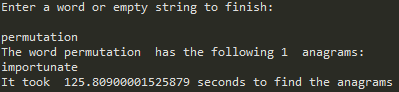 Enter a word or empty string to finish:
permutation
The word permutation  has the following 1  anagrams:
importunate
It took  125.80900001525879 seconds to find the anagrams